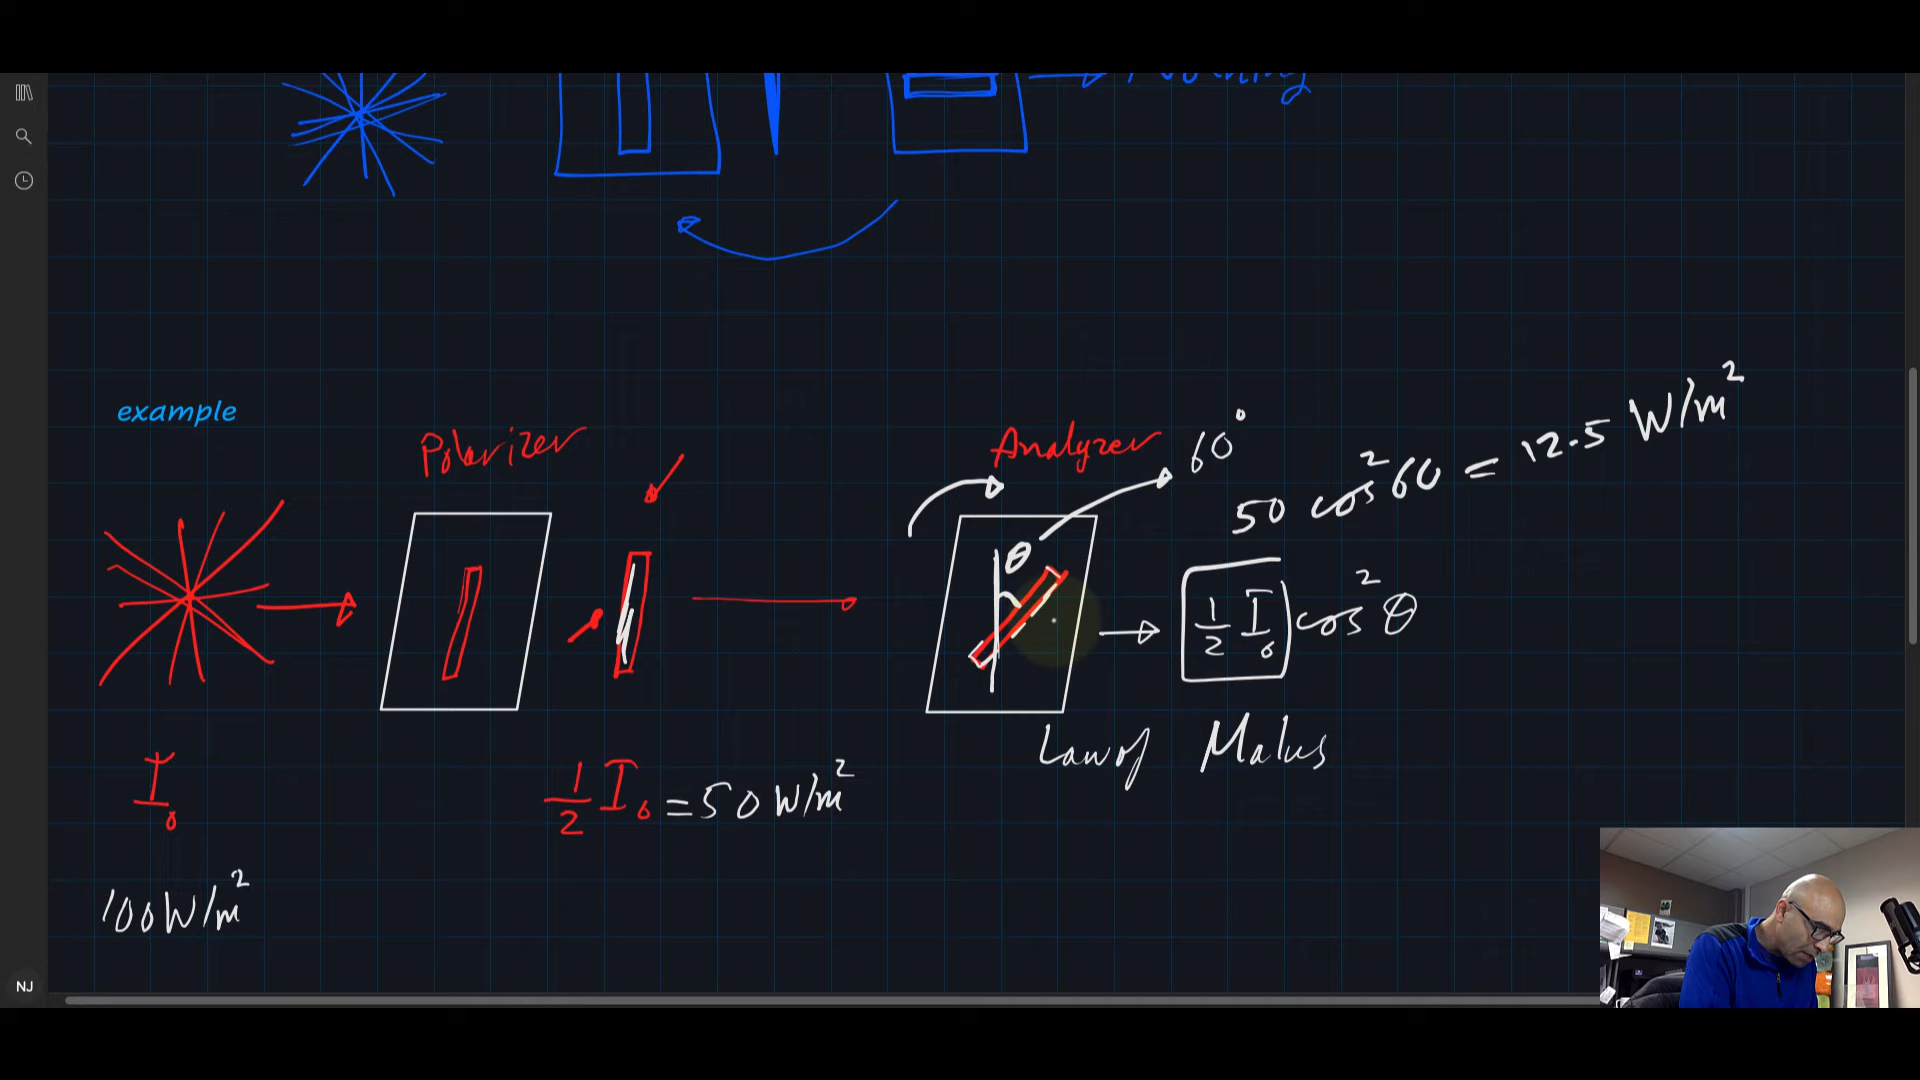 example
Polarizer
Analyzer
60°
50 cos² 60 = 12.5 W/m²
θ
1/2 I₀ cos² θ
Law of Malus
I₀
1/2 I₀ = 50 W/m²
100 W/m²
NJ